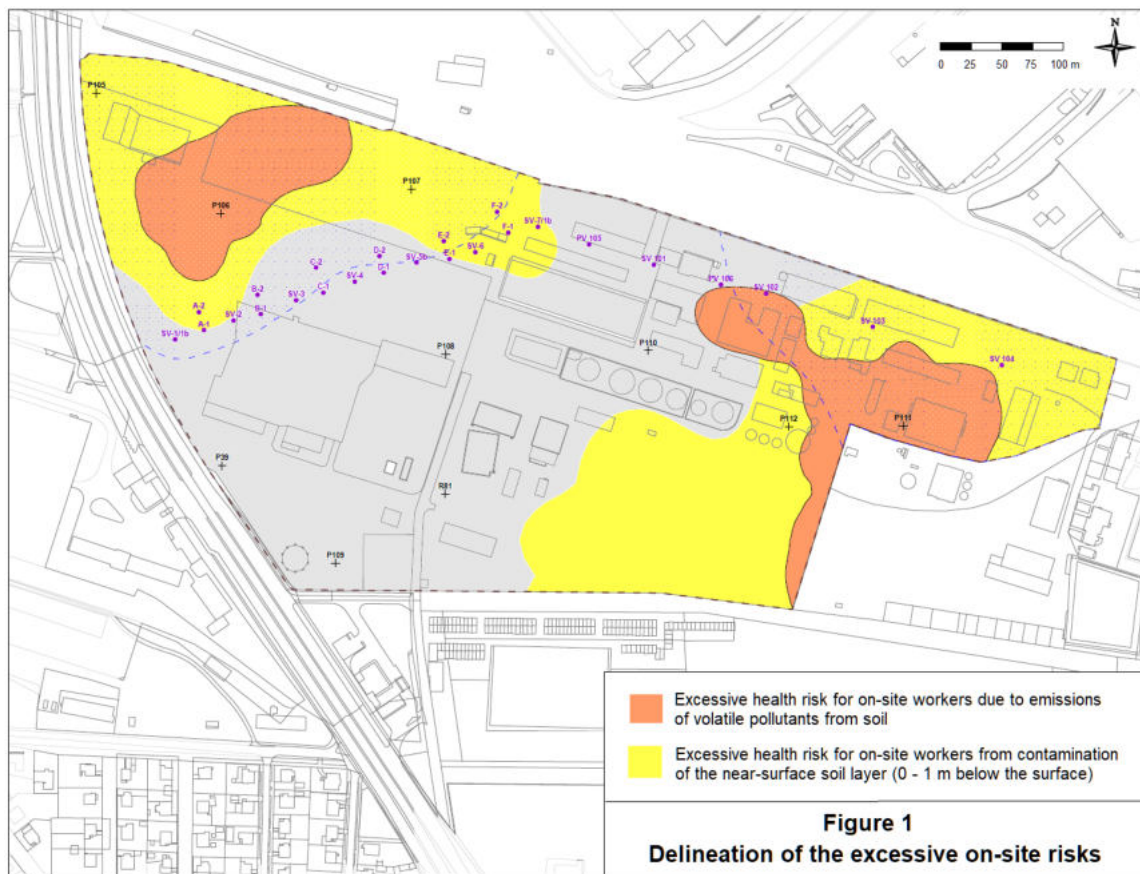 N
0 25 50 75 100 m
P105
P107
P106
F-2
F-1
SV-7/1b
E-2
E-1
SV-6
PV 105
D-2
D-1
SV-5b
SV 101
C-2
C-1
SV-4
PV 106
SV 102
B-2
B-1
SV-3
A-2
A-1
SV-2
SV-1/1b
SV 103
P108
P110
SV 104
P112
P111
P39
R81
P109
Excessive health risk for on-site workers due to emissions
of volatile pollutants from soil
Excessive health risk for on-site workers from contamination
of the near-surface soil layer (0 - 1 m below the surface)
Figure 1
Delineation of the excessive on-site risks